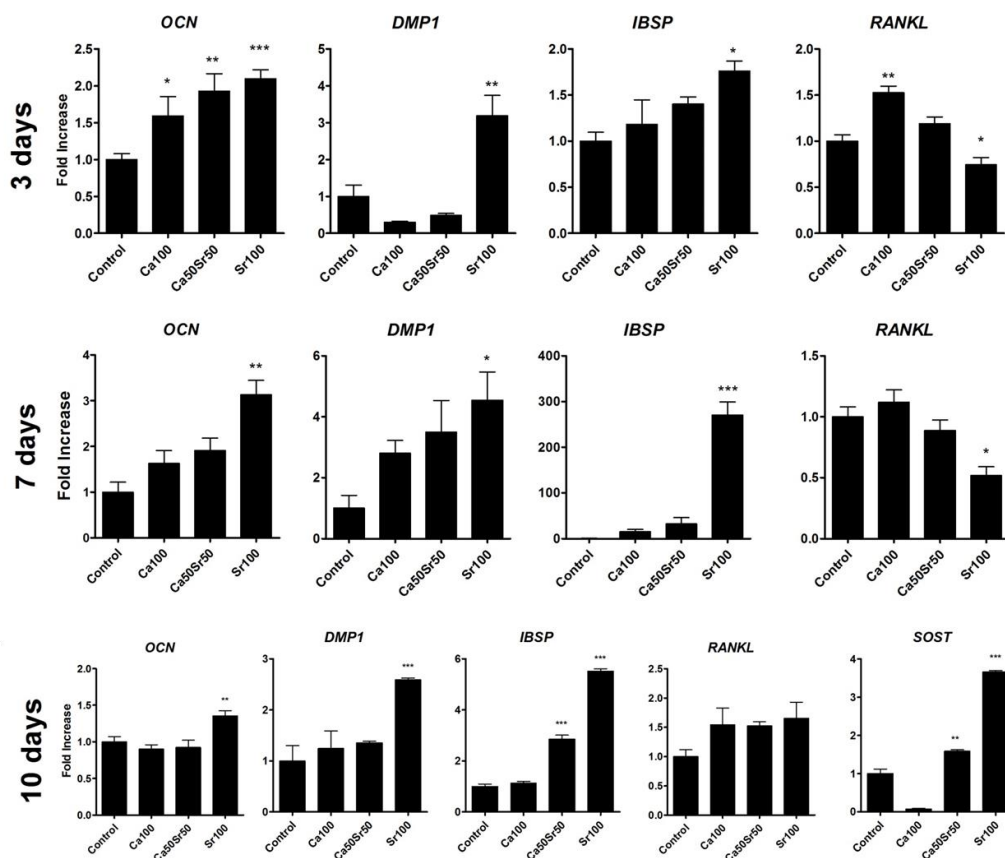 OCN DMP1 IBSP RANKL
3 days
Fold Increase
2.5 2.0 1.5 1.0 0.5 0.0
* ** ***
Control Ca100 Ca50Sr50 Sr100
6 4 2 0
**
Control Ca100 Ca50Sr50 Sr100
2.0 1.5 1.0 0.5 0.0
*
Control Ca100 Ca50Sr50 Sr100
2.0 1.5 1.0 0.5 0.0
** *
Control Ca100 Ca50Sr50 Sr100
OCN DMP1 IBSP RANKL
7 days
Fold Increase
4 3 2 1 0
**
Control Ca100 Ca50Sr50 Sr100
6 4 2 0
*
Control Ca100 Ca50Sr50 Sr100
400 300 200 100 0
***
Control Ca100 Ca50Sr50 Sr100
1.5 1.0 0.5 0.0
*
Control Ca100 Ca50Sr50 Sr100
OCN DMP1 IBSP RANKL SOST
10 days
Fold Increase
2.0 1.5 1.0 0.5 0.0
**
Control Ca100 Ca50Sr50 Sr100
3 2 1 0
***
Control Ca100 Ca50Sr50 Sr100
6 4 2 0
*** ***
Control Ca100 Ca50Sr50 Sr100
2.5 2.0 1.5 1.0 0.5 0.0
Control Ca100 Ca50Sr50 Sr100
4 3 2 1 0
** ***
Control Ca100 Ca50Sr50 Sr100